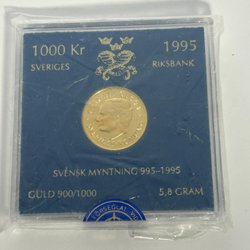 1000 Kr 1995
SVERIGES RIKSBANK
SVENSK MYNTNING 995-1995
GULD 900/1000 5,8 GRAM